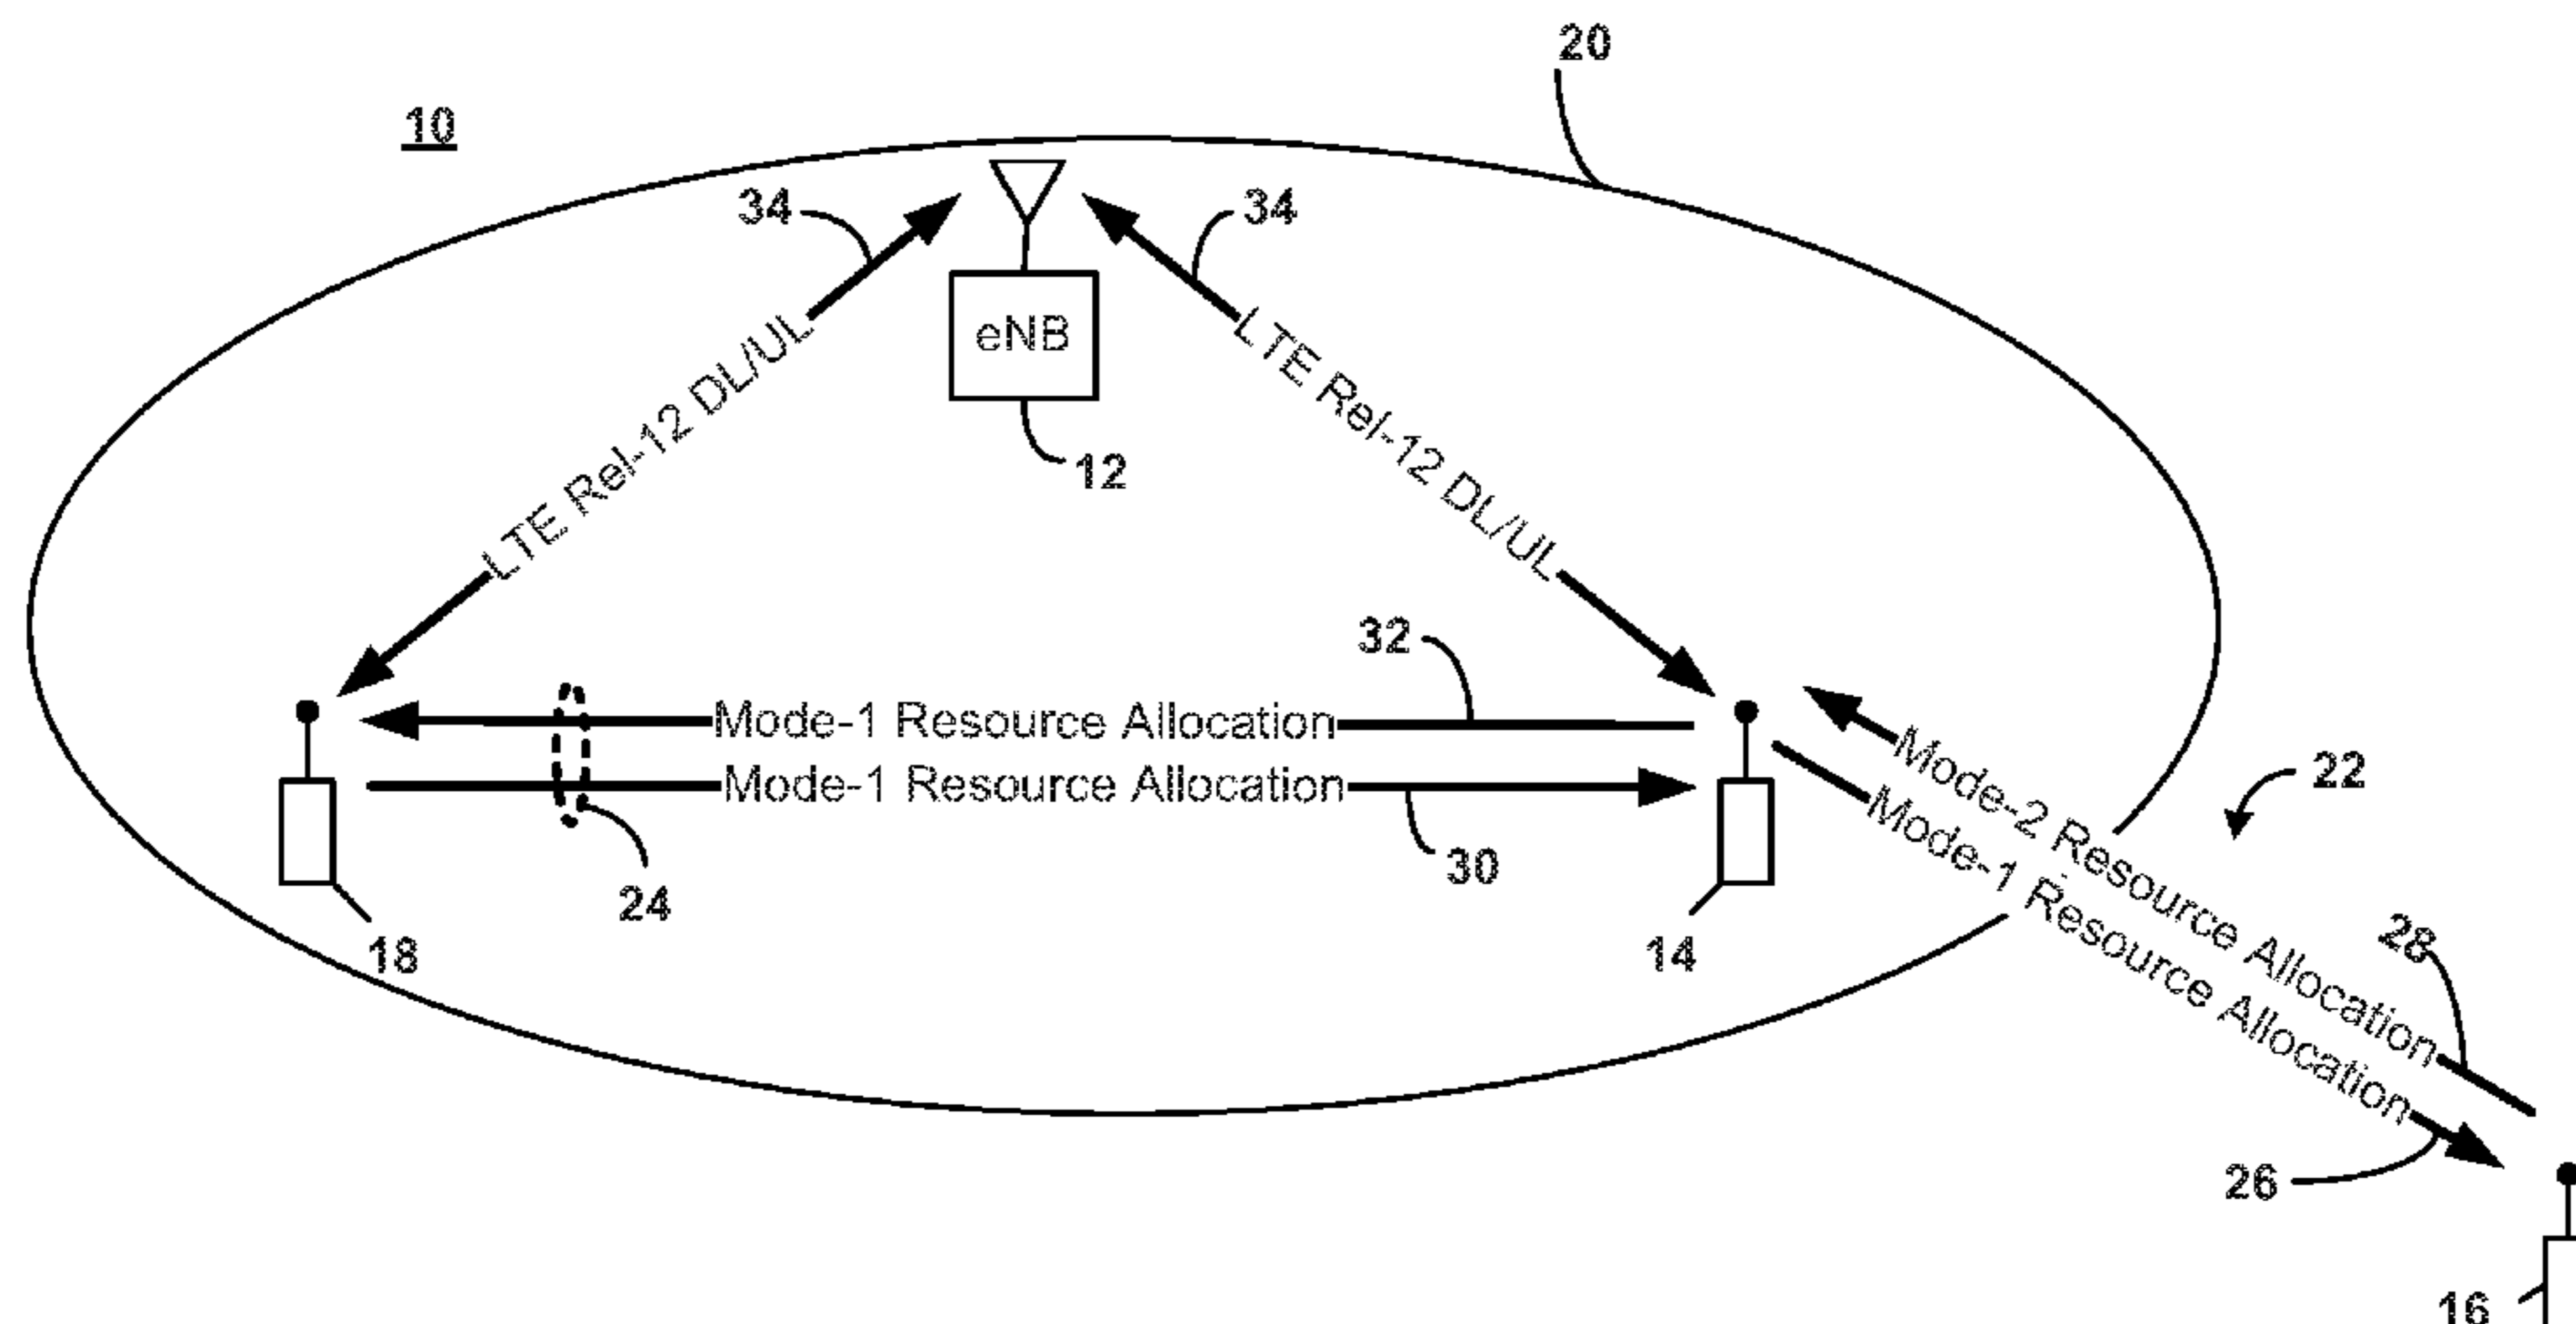 20
10
34
34
eNB
LTE Rel-12 DL/UL
LTE Rel-12 DL/UL
12
32
Mode-1 Resource Allocation
Mode-1 Resource Allocation
30
24
18
14
22
Mode-2 Resource Allocation
Mode-1 Resource Allocation
28
26
16